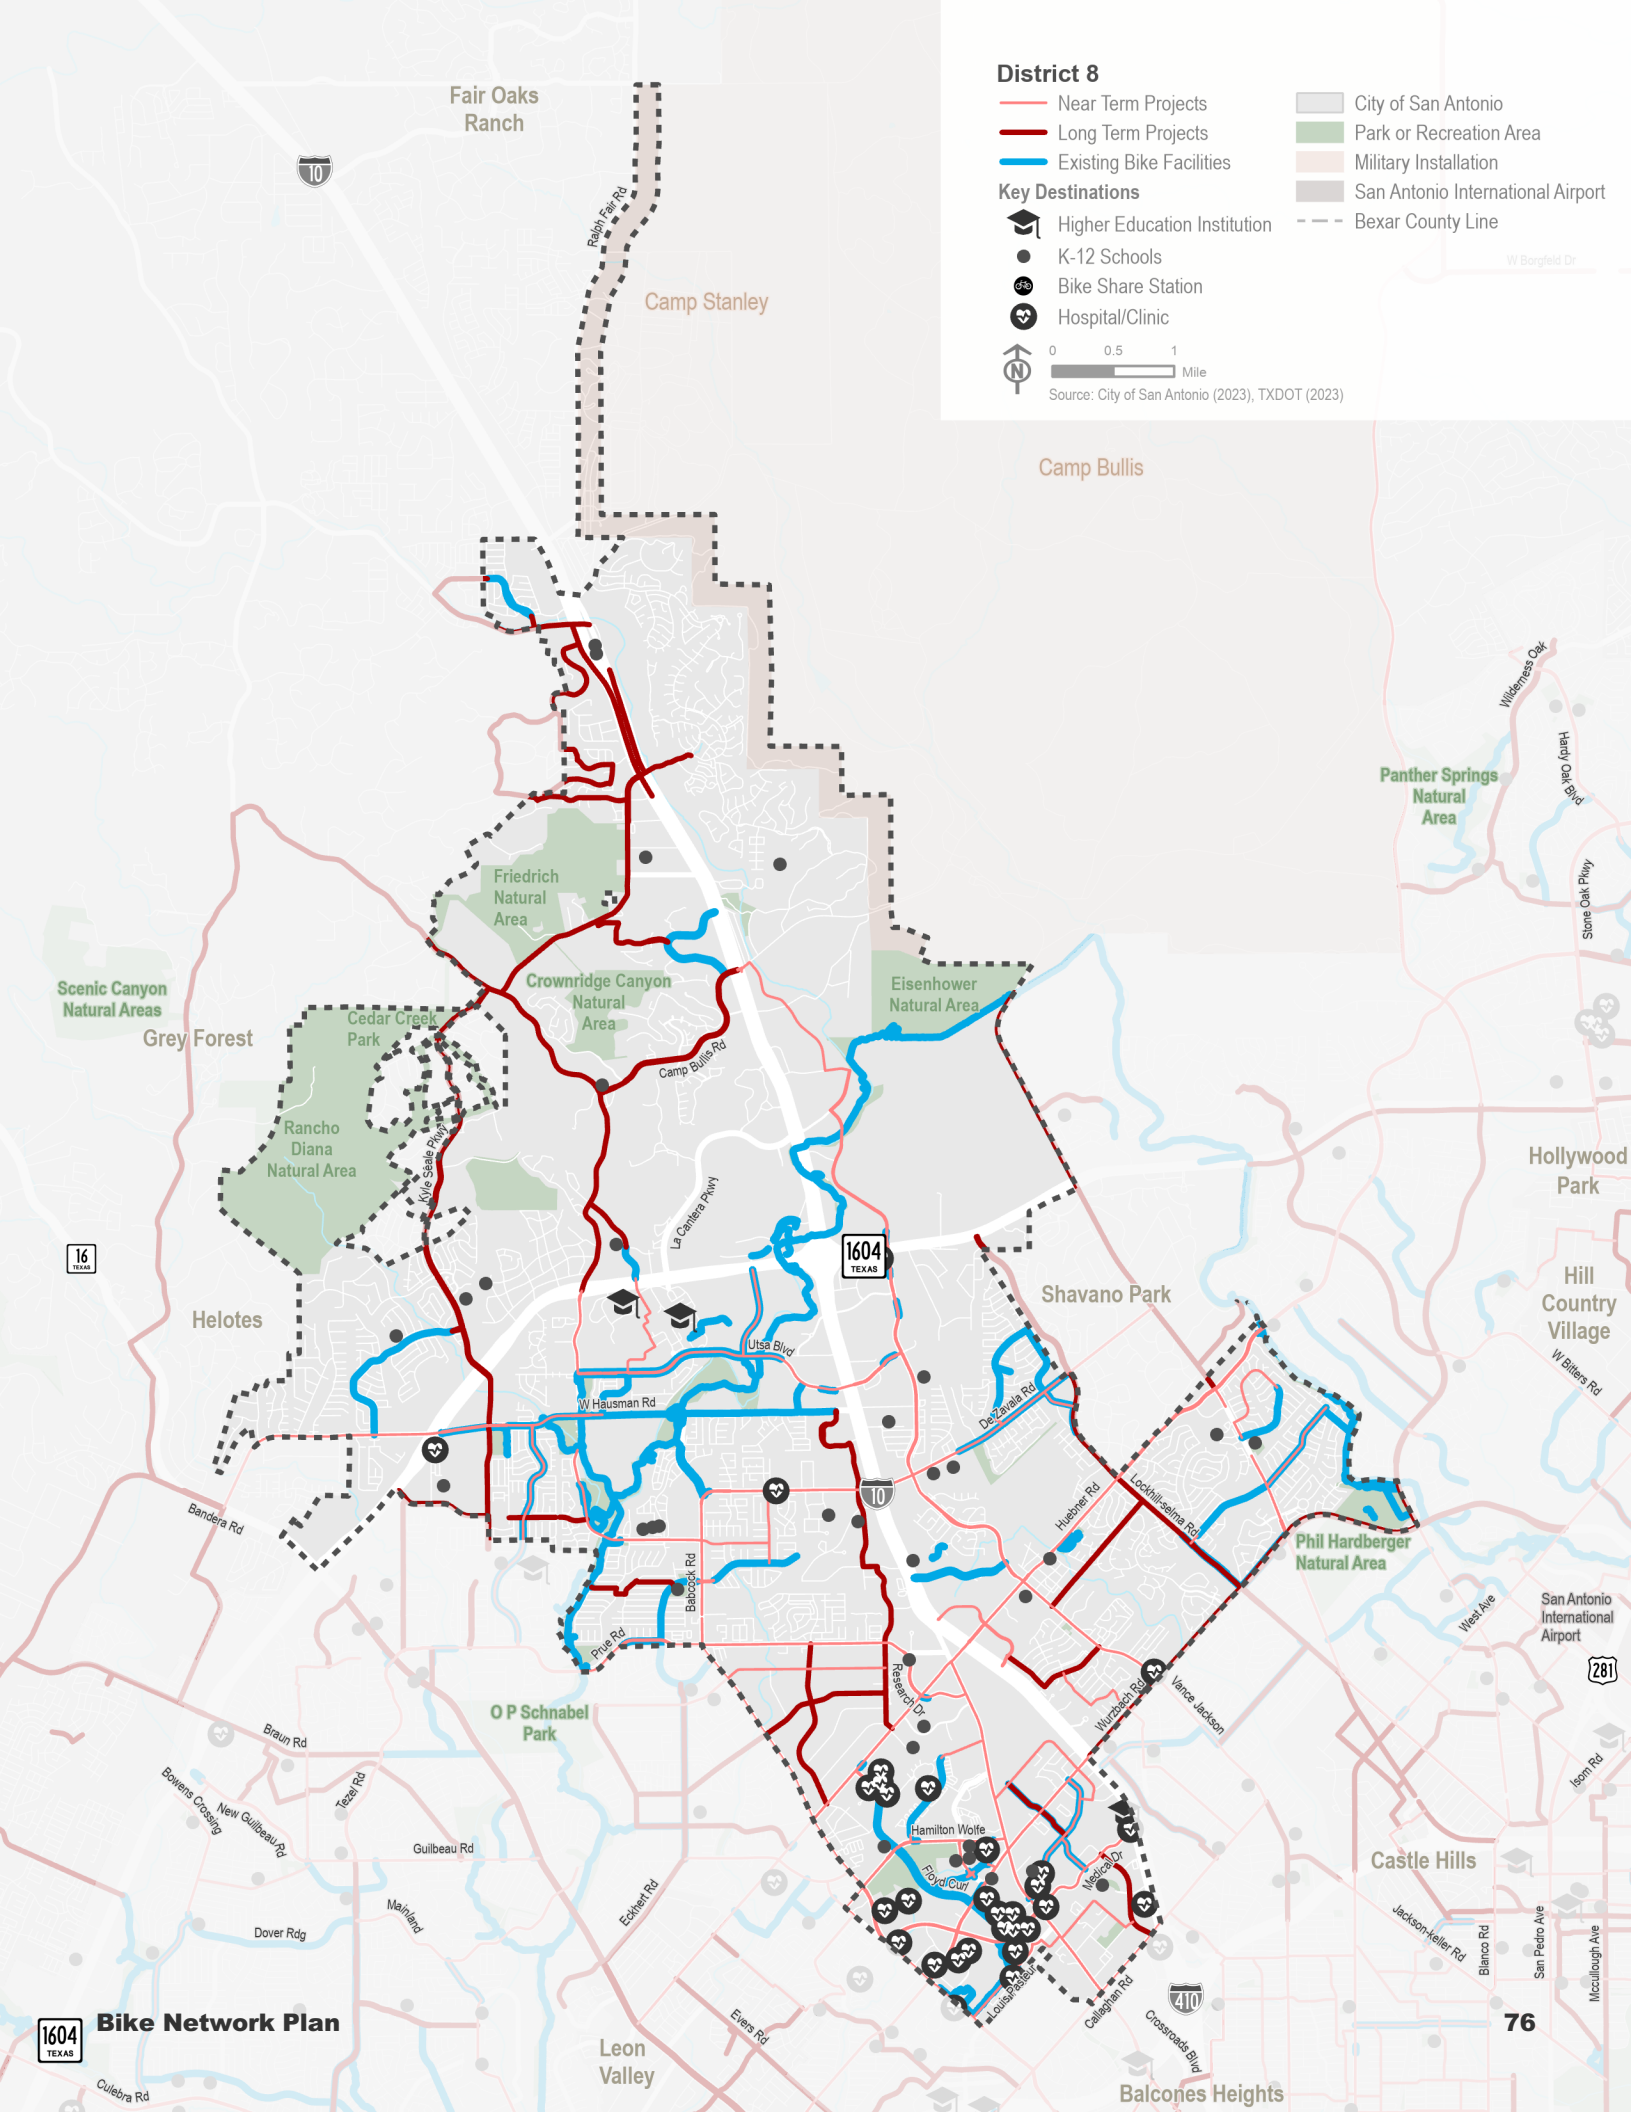 District 8
Near Term Projects
Long Term Projects
Existing Bike Facilities
Key Destinations
Higher Education Institution
K-12 Schools
Bike Share Station
Hospital/Clinic
City of San Antonio
Park or Recreation Area
Military Installation
San Antonio International Airport
Bexar County Line
N
0 0.5 1
Mile
Source: City of San Antonio (2023), TXDOT (2023)
Fair Oaks
Ranch
10
Ralph Fair Rd
Camp Stanley
W Borgfeld Dr
Camp Bullis
Wilderness Oak
Hardy Oak Blvd
Panther Springs
Natural
Area
Stone Oak Pkwy
Friedrich
Natural
Area
Scenic Canyon
Natural Areas
Grey Forest
Crownridge Canyon
Natural
Area
Eisenhower
Natural Area
Cedar Creek
Park
Camp Bullis Rd
Rancho
Diana
Natural Area
Kyle Seale Pkwy
La Cantera Pkwy
Hollywood
Park
16
TEXAS
1604
TEXAS
Shavano Park
Hill
Country
Village
Helotes
Utsa Blvd
W Bitters Rd
W Hausman Rd
De Zavala Rd
10
Bandera Rd
Huebner Rd
Lockhill-selma Rd
Phil Hardberger
Natural Area
Babcock Rd
San Antonio
International
Airport
West Ave
Prue Rd
281
Research Dr
Wurzbach Rd
Vance Jackson
O P Schnabel
Park
Braun Rd
Tezel Rd
Bowens Crossing
New Guilbeau Rd
Guilbeau Rd
Isom Rd
Hamilton Wolfe
Floyd Curl
Medical Dr
Castle Hills
Eckhert Rd
Mainland
Dover Rdg
Jackson-keller Rd
Blanco Rd
San Pedro Ave
Mccullough Ave
Louis Pasteur
Callaghan Rd
410
Crossroads Blvd
Evers Rd
Leon
Valley
Balcones Heights
Culebra Rd
1604
TEXAS
Bike Network Plan
76